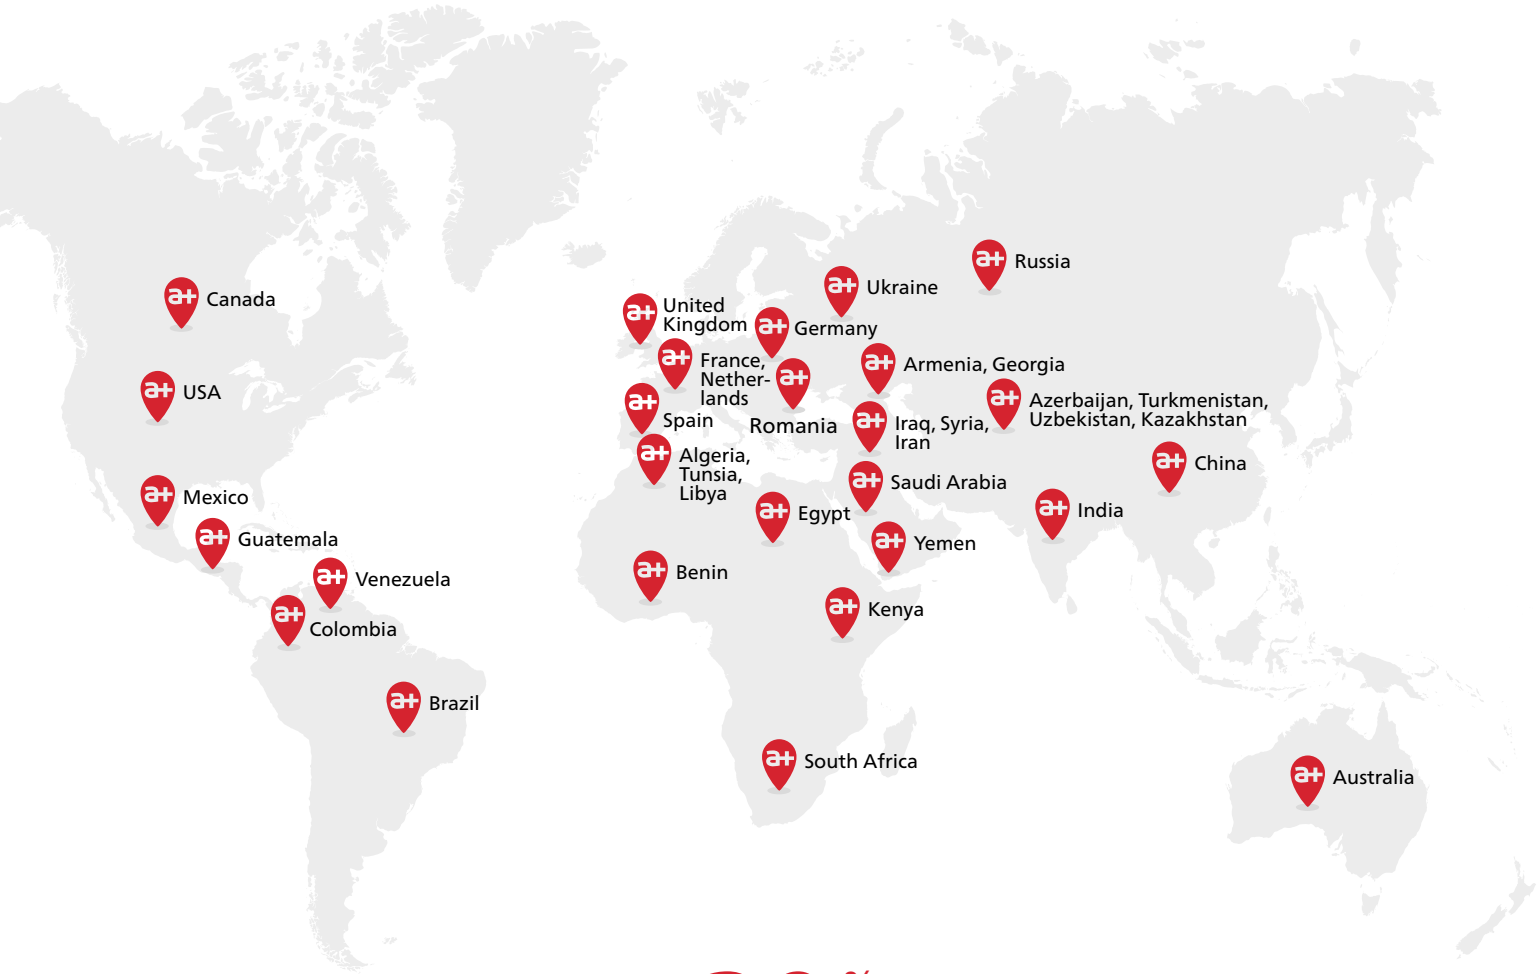 a+ Russia
a+ Ukraine
a+ Canada
a+ United
Kingdom
a+ Germany
a+ France,
Nether-
lands
a+ Romania
a+ Armenia, Georgia
a+ USA
a+ Spain
a+ Azerbaijan, Turkmenistan,
Uzbekistan, Kazakhstan
a+ Iraq, Syria,
Iran
a+ Algeria,
Tunsia,
Libya
a+ China
a+ Saudi Arabia
a+ Mexico
a+ Egypt
a+ India
a+ Guatemala
a+ Yemen
a+ Venezuela
a+ Benin
a+ Colombia
a+ Kenya
a+ Brazil
a+ South Africa
a+ Australia